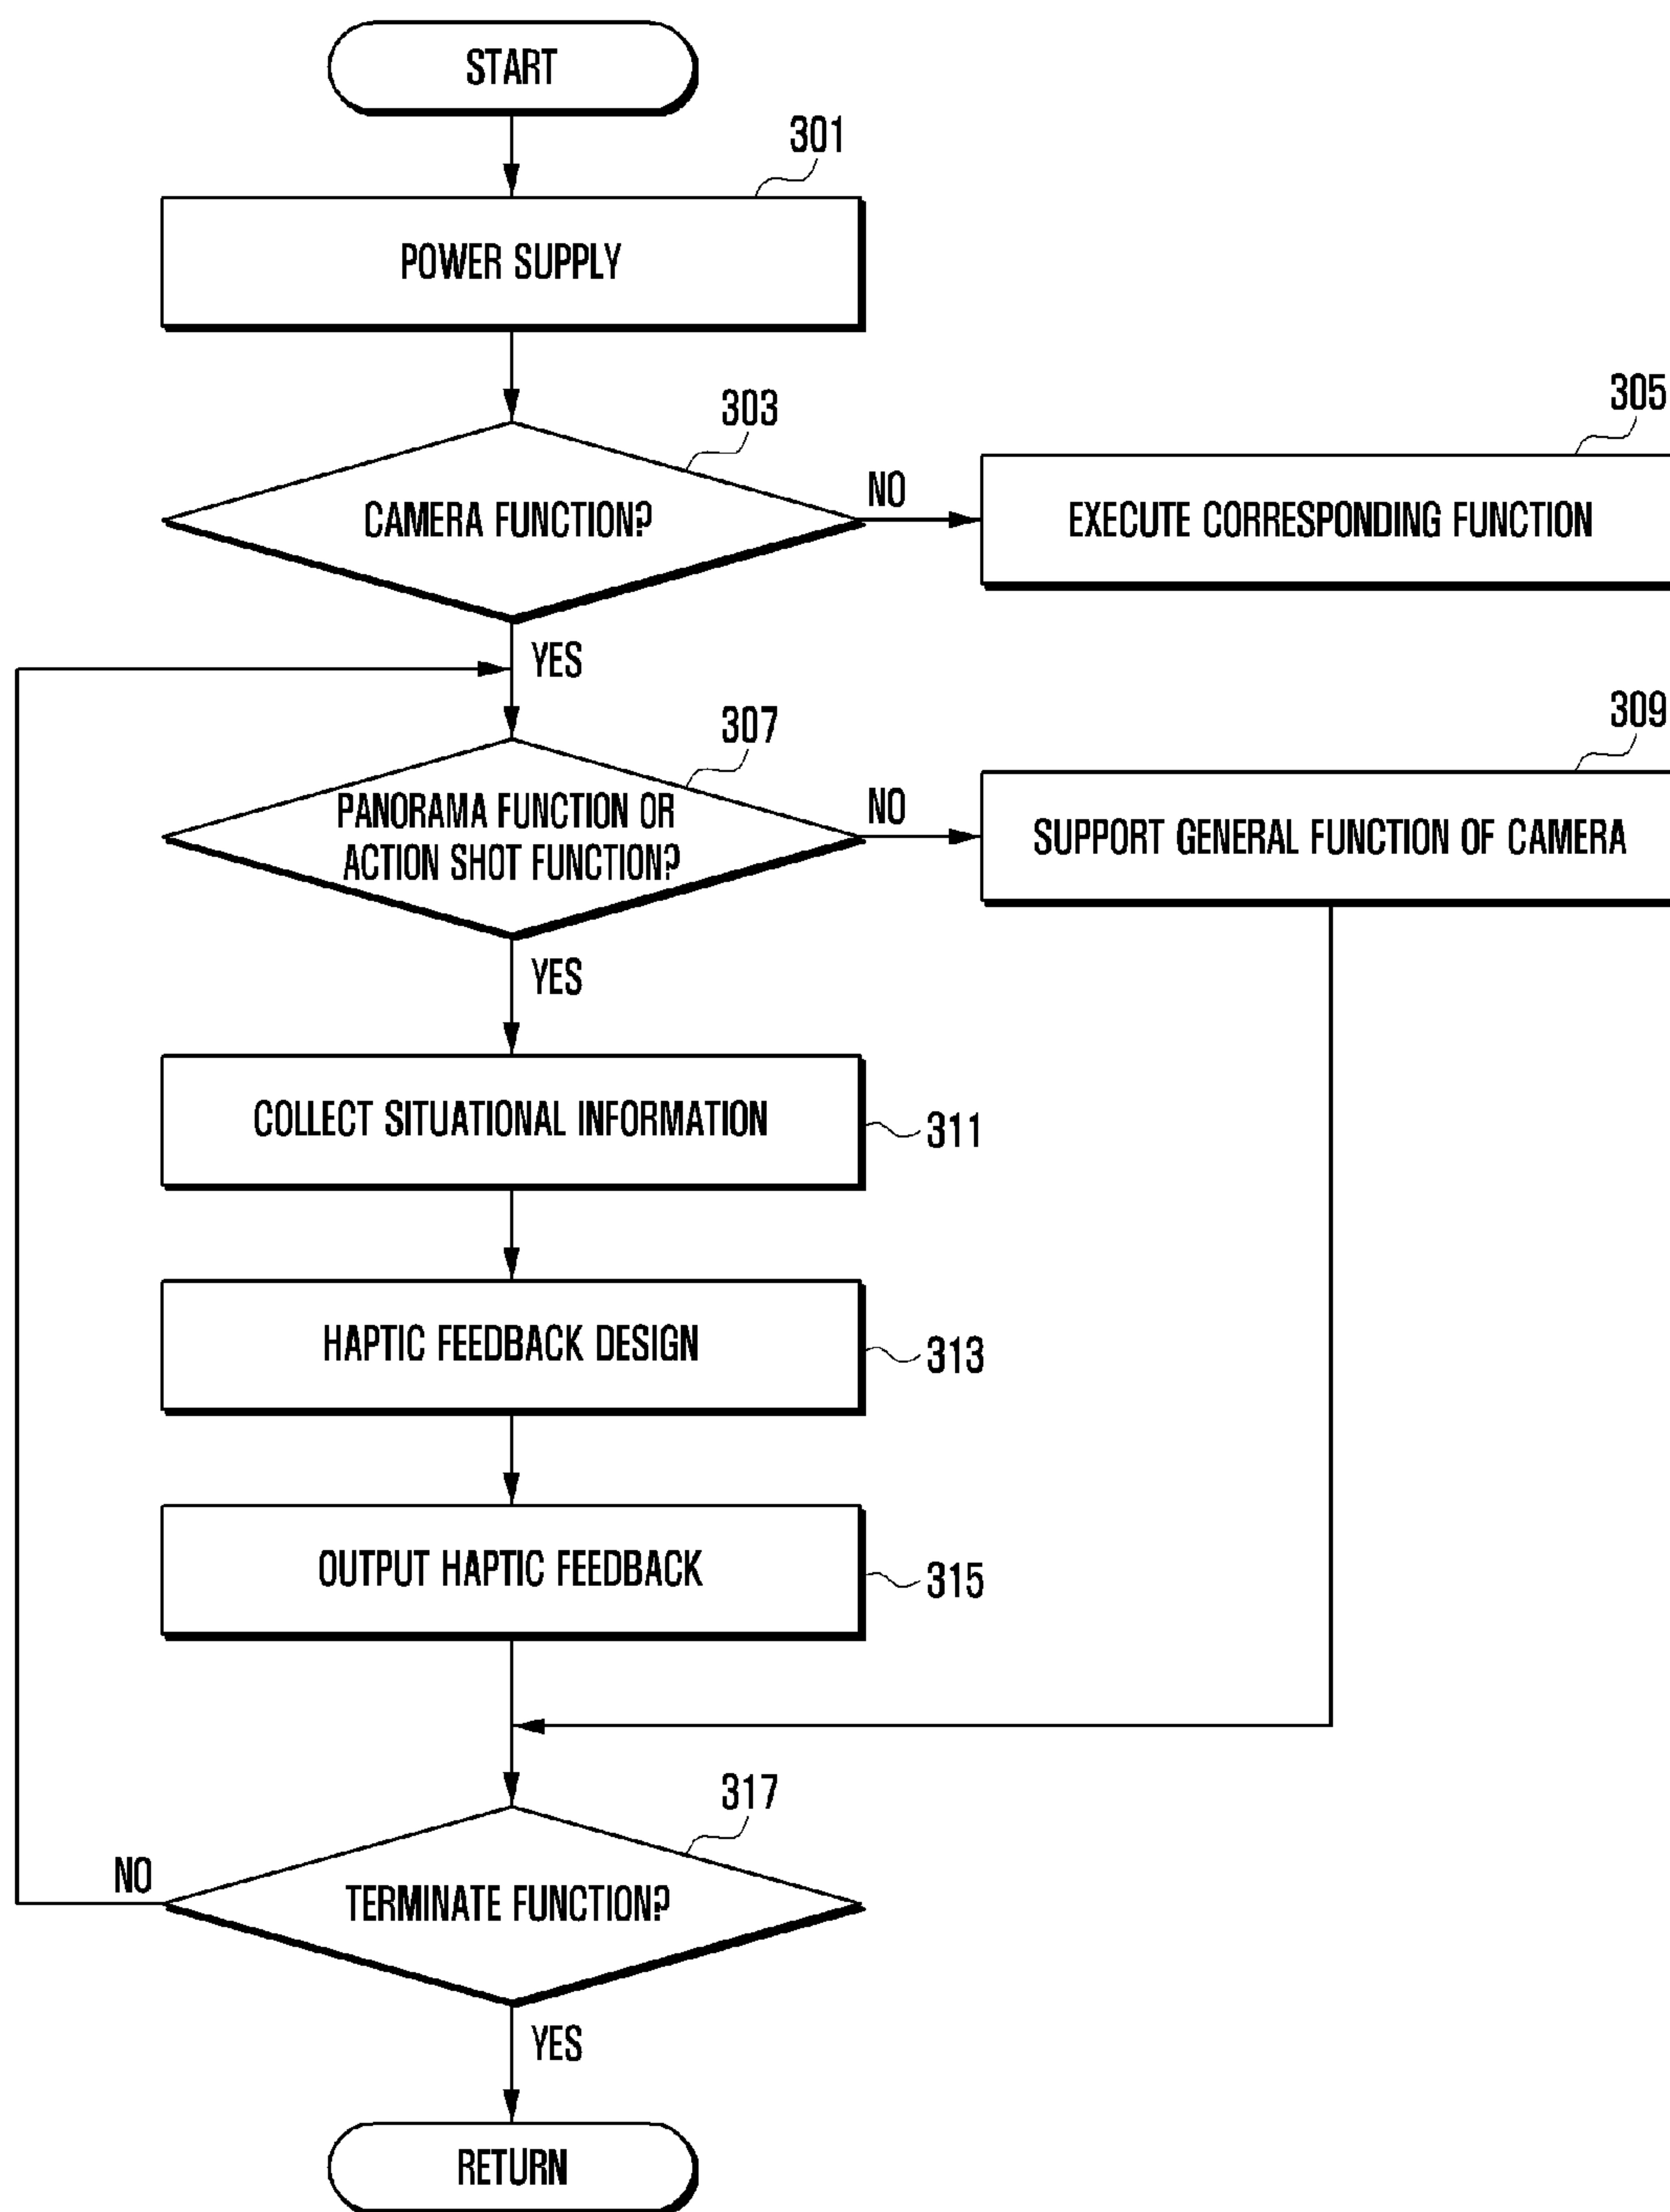 START
301
POWER SUPPLY
303
CAMERA FUNCTION?
NO
305
EXECUTE CORRESPONDING FUNCTION
YES
307
PANORAMA FUNCTION OR
ACTION SHOT FUNCTION?
NO
309
SUPPORT GENERAL FUNCTION OF CAMERA
YES
COLLECT SITUATIONAL INFORMATION
311
HAPTIC FEEDBACK DESIGN
313
OUTPUT HAPTIC FEEDBACK
315
317
TERMINATE FUNCTION?
NO
YES
RETURN